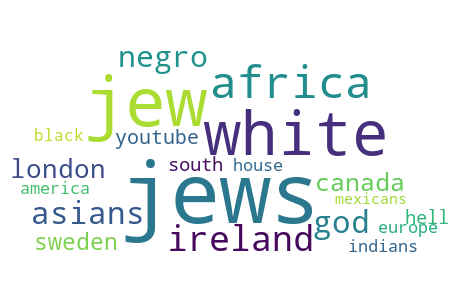 negro
africa
jew
white
black
youtube
london
south
house
canada
america
jews
mexicans
asians
god
hell
ireland
europe
sweden
indians